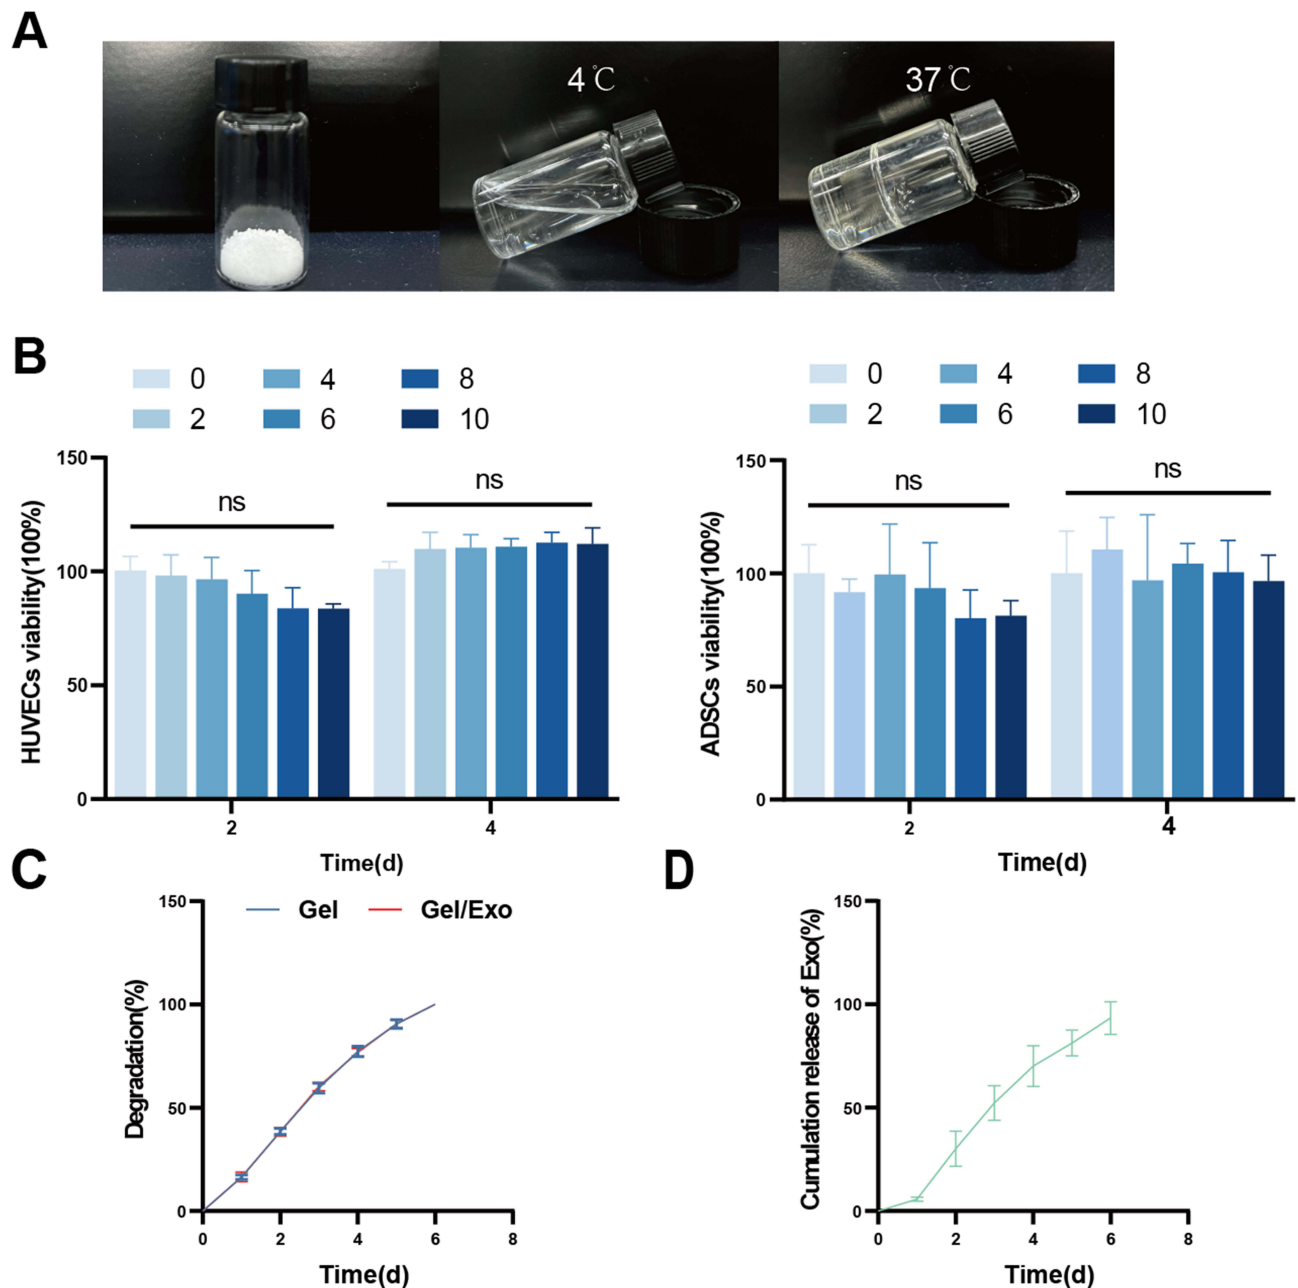 A
4℃
37℃
B
0 4 8
2 6 10
ns
ns
150
100
50
0
HUVECs viability(100%)
2 4
Time(d)
0 4 8
2 6 10
ns
ns
150
100
50
0
ADSCs viability(100%)
2 4
Time(d)
C
Gel Gel/Exo
150
100
50
0
Degradation(%)
0 2 4 6 8
Time(d)
D
150
100
50
0
Cumulation release of Exo(%)
0 2 4 6 8
Time(d)